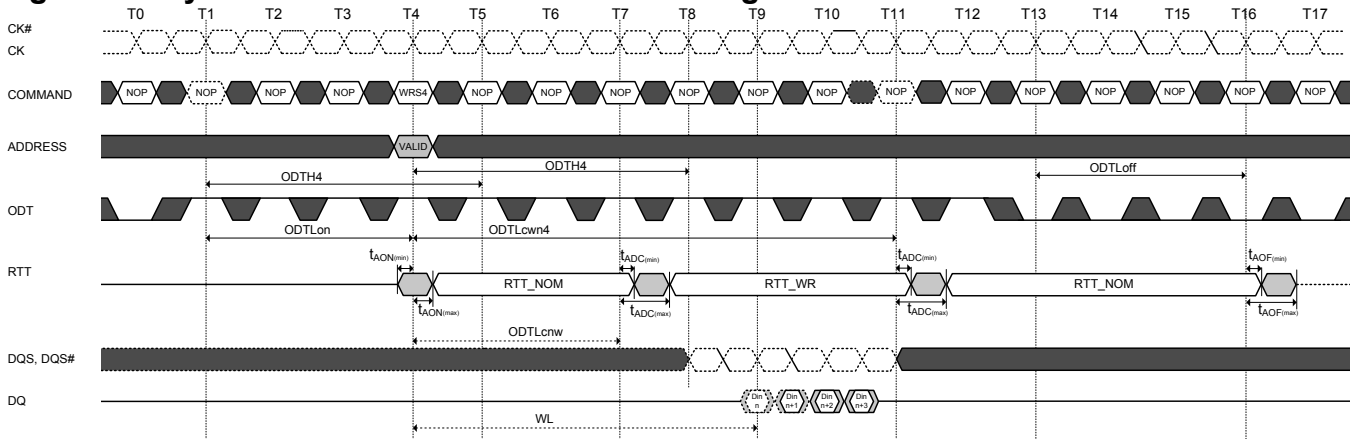 T0 T1 T2 T3 T4 T5 T6 T7 T8 T9 T10 T11 T12 T13 T14 T15 T16 T17
CK#
CK
COMMAND NOP NOP NOP NOP WRS4 NOP NOP NOP NOP NOP NOP NOP NOP NOP NOP NOP NOP NOP
ADDRESS VALID
ODTH4 ODTH4 ODTLoff
ODT
ODTLon ODTLcwn4
tAON(min) tADC(min) tADC(min) tAOF(min)
RTT RTT_NOM RTT_WR RTT_NOM
tAON(max) tADC(max) tADC(max) tAOF(max)
ODTLcnw
DQS, DQS#
DQ Din n Din n+1 Din n+2 Din n+3
WL